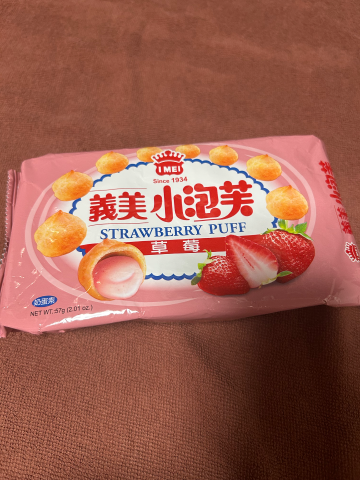 I MEI
Since 1934
義美小泡芙
STRAWBERRY PUFF
草莓
奶蛋素
NET WT. 57g (2.01 oz.)